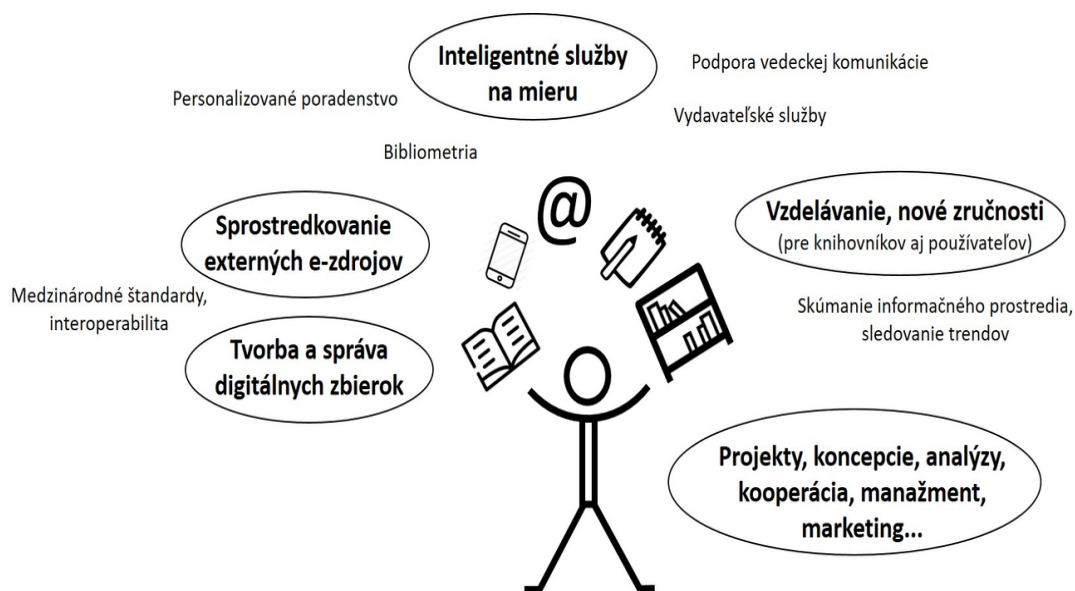 Inteligentné služby
na mieru
Podpora vedeckej komunikácie
Personalizované poradenstvo
Vydavateľské služby
Bibliometria
@
Sprostredkovanie
externých e-zdrojov
Vzdelávanie, nové zručnosti
(pre knihovníkov aj používateľov)
Medzinárodné štandardy,
interoperabilita
Skúmanie informačného prostredia,
sledovanie trendov
Tvorba a správa
digitálnych zbierok
Projekty, koncepcie, analýzy,
kooperácia, manažment,
marketing...